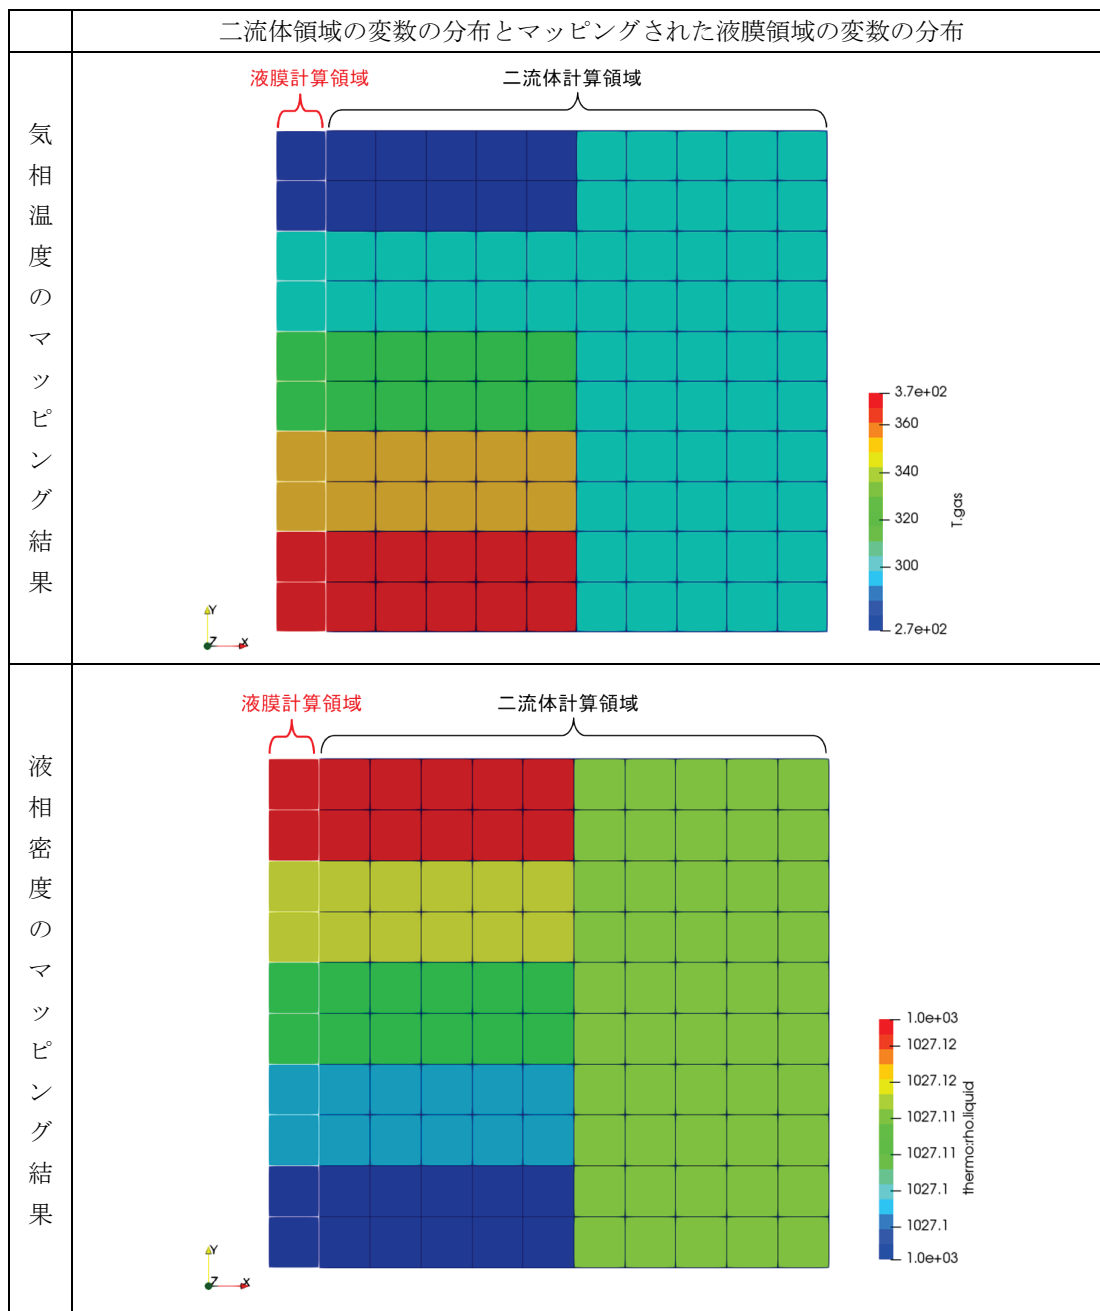 二流体領域の変数の分布とマッピングされた液膜領域の変数の分布
気相温度のマッピング結果
液膜計算領域
二流体計算領域
3.7e+02
360
340
320
300
2.7e+02
T.gas
Y
Z
X
液相密度のマッピング結果
液膜計算領域
二流体計算領域
1.0e+03
1027.12
1027.12
1027.11
1027.11
1027.1
1027.1
1.0e+03
thermo:rho.liquid
Y
Z
X